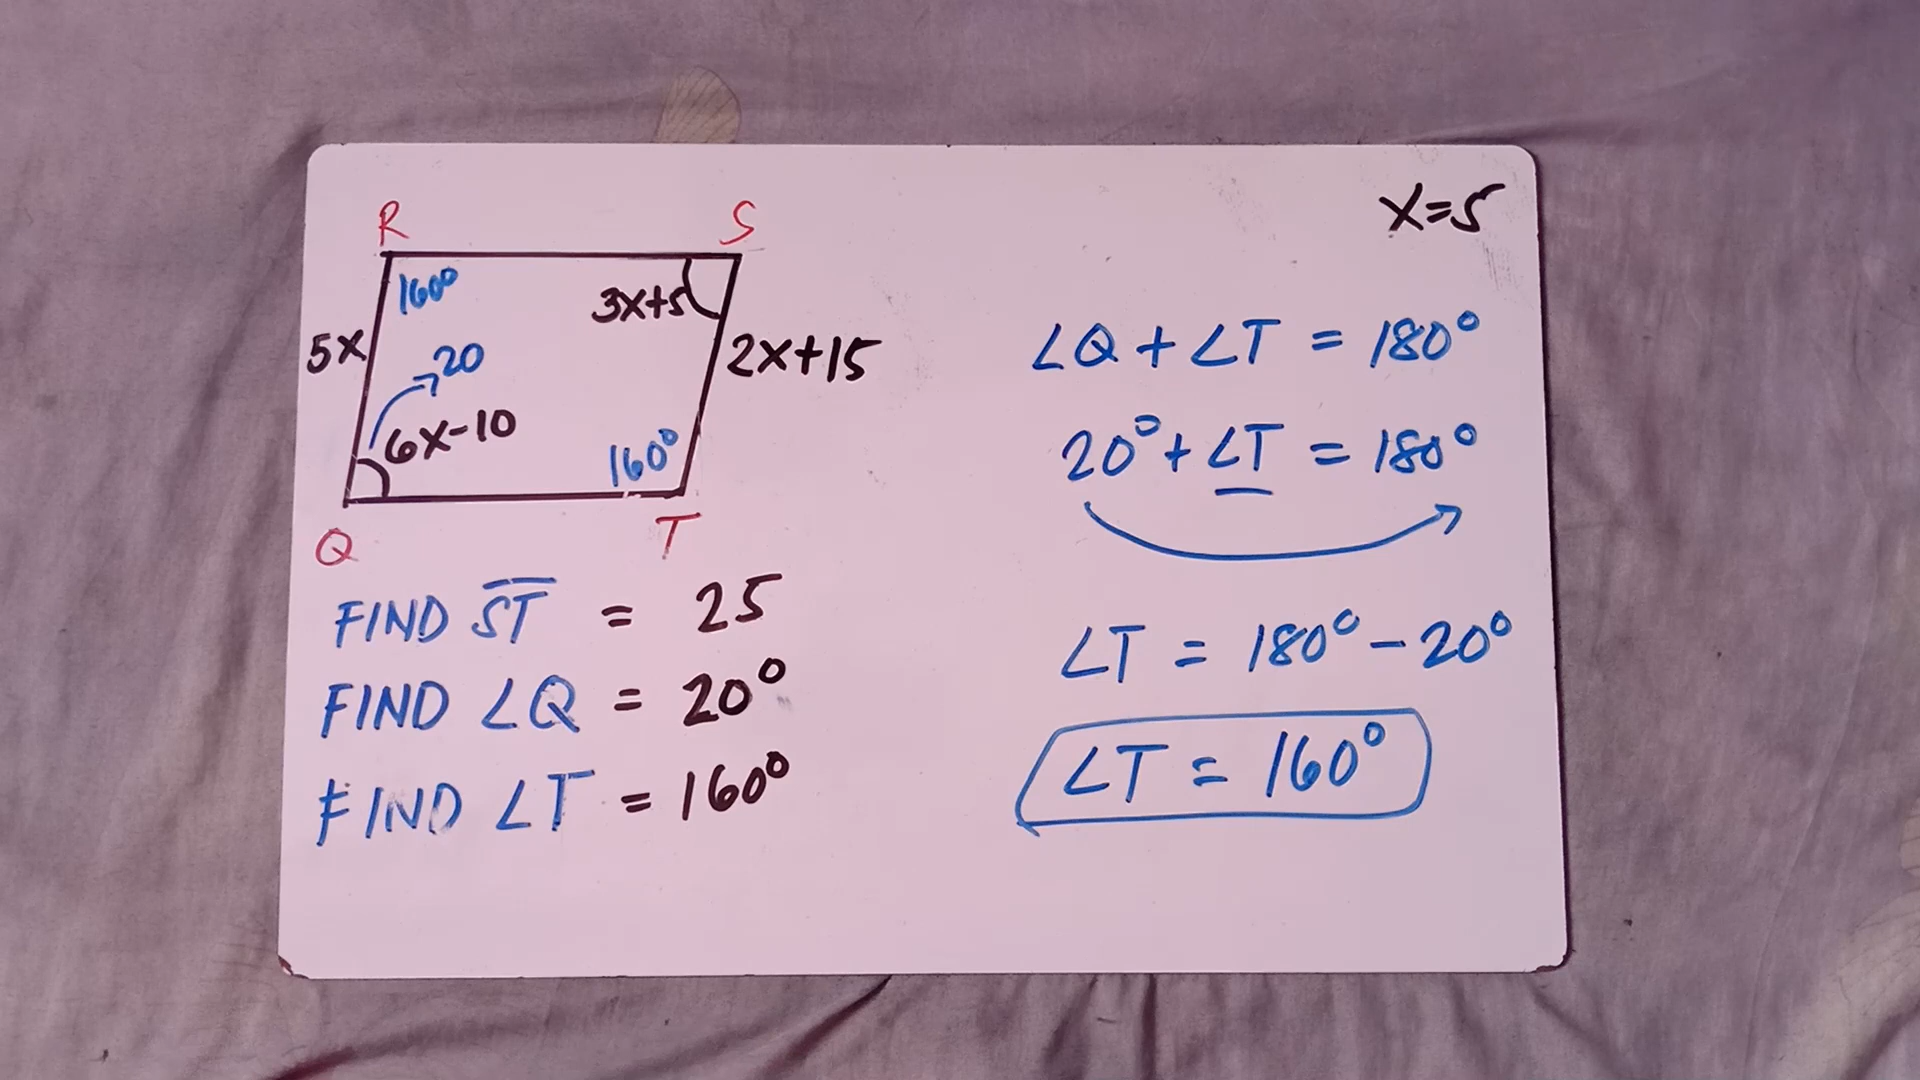 R
S
X=5
160°
3x+5
5x
20
2x+15
6x-10
160°
Q
T
FIND ST = 25
FIND ∠Q = 20°
FIND ∠T = 160°
∠Q + ∠T = 180°
20° + ∠T = 180°
∠T = 180° - 20°
∠T = 160°